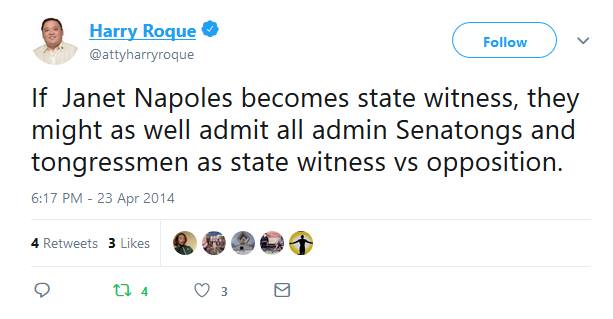 Harry Roque
@attyharryroque
Follow
If Janet Napoles becomes state witness, they
might as well admit all admin Senatongs and
tongressmen as state witness vs opposition.
6:17 PM - 23 Apr 2014
4 Retweets 3 Likes
4 3